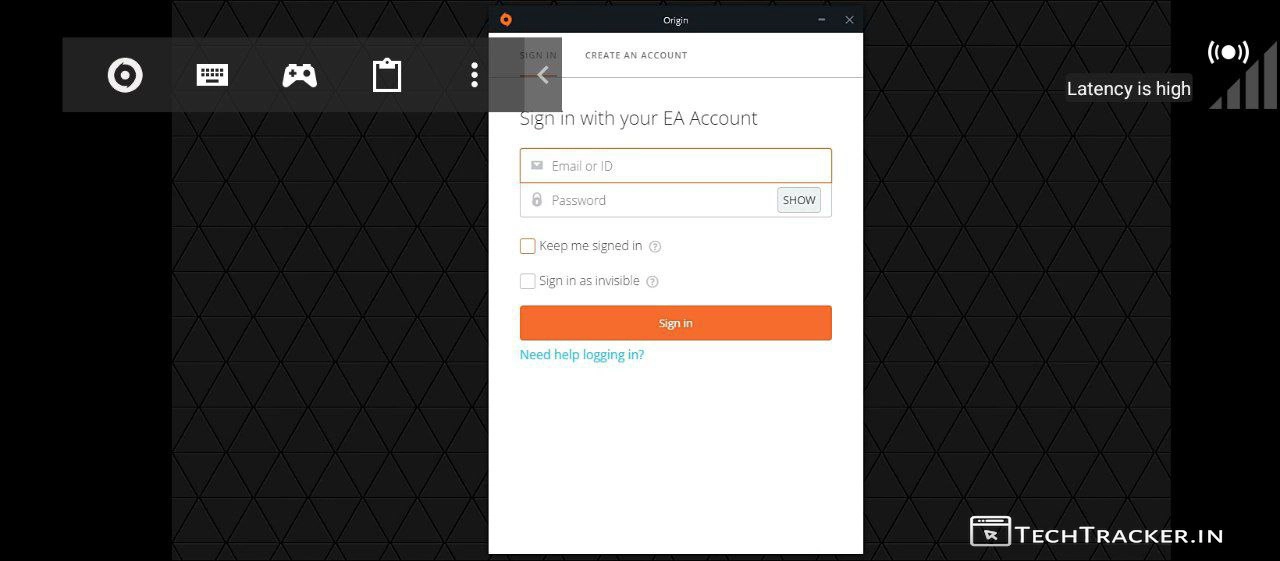 Origin
SIGN IN
CREATE AN ACCOUNT
Latency is high
Sign in with your EA Account
Email or ID
Password
SHOW
Keep me signed in ?
Sign in as invisible ?
Sign in
Need help logging in?
TECHTRACKER.IN